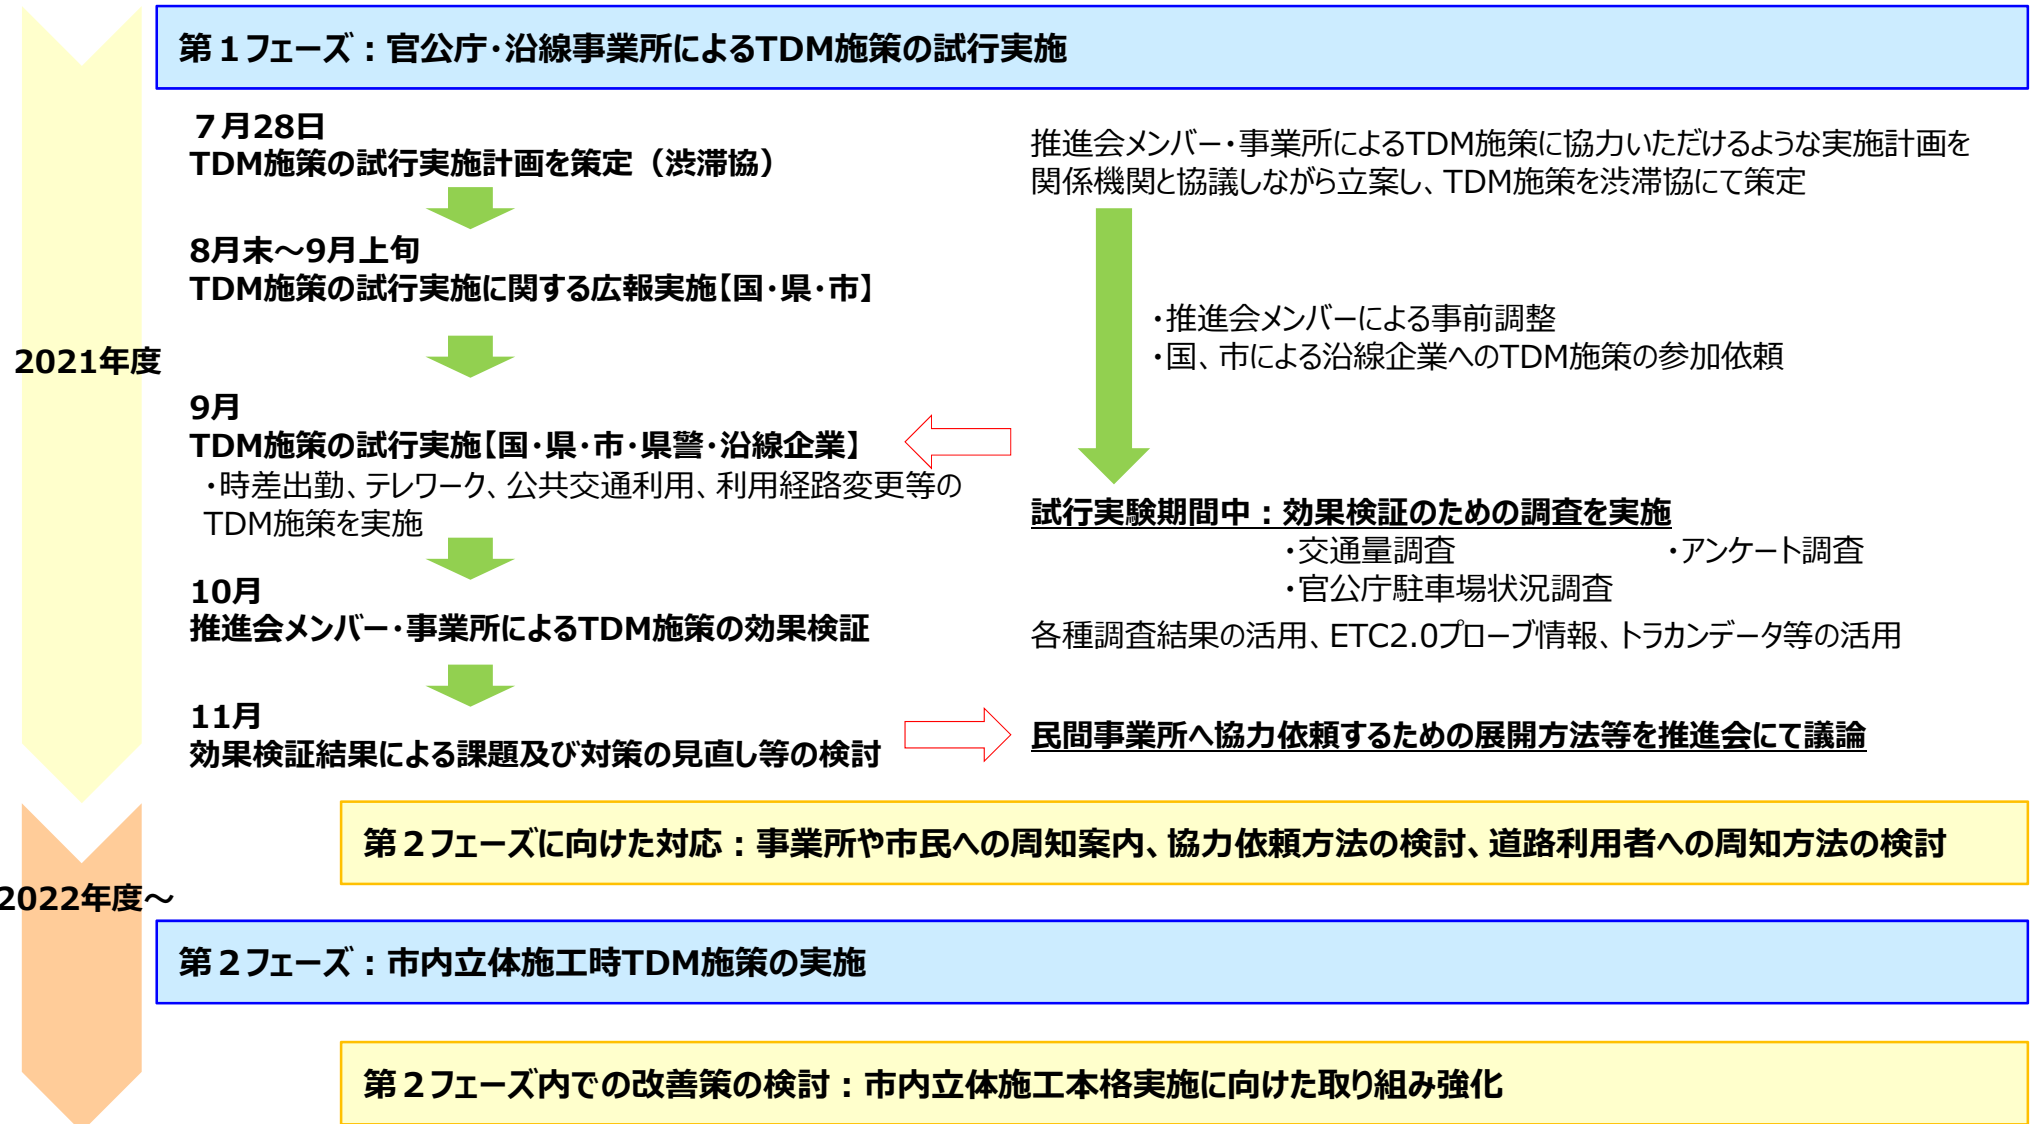 第１フェーズ：官公庁・沿線事業所によるTDM施策の試行実施
2021年度
７月28日
TDM施策の試行実施計画を策定（渋滞協）
8月末～9月上旬
TDM施策の試行実施に関する広報実施【国・県・市】
9月
TDM施策の試行実施【国・県・市・県警・沿線企業】
・時差出勤、テレワーク、公共交通利用、利用経路変更等の
TDM施策を実施
10月
推進会メンバー・事業所によるTDM施策の効果検証
11月
効果検証結果による課題及び対策の見直し等の検討
推進会メンバー・事業所によるTDM施策に協力いただけるような実施計画を
関係機関と協議しながら立案し、TDM施策を渋滞協にて策定
・推進会メンバーによる事前調整
・国、市による沿線企業へのTDM施策の参加依頼
試行実験期間中：効果検証のための調査を実施
・交通量調査 ・アンケート調査
・官公庁駐車場状況調査
各種調査結果の活用、ETC2.0プローブ情報、トラカンデータ等の活用
民間事業所へ協力依頼するための展開方法等を推進会にて議論
第２フェーズに向けた対応：事業所や市民への周知案内、協力依頼方法の検討、道路利用者への周知方法の検討
2022年度～
第２フェーズ：市内立体施工時TDM施策の実施
第２フェーズ内での改善策の検討：市内立体施工本格実施に向けた取り組み強化